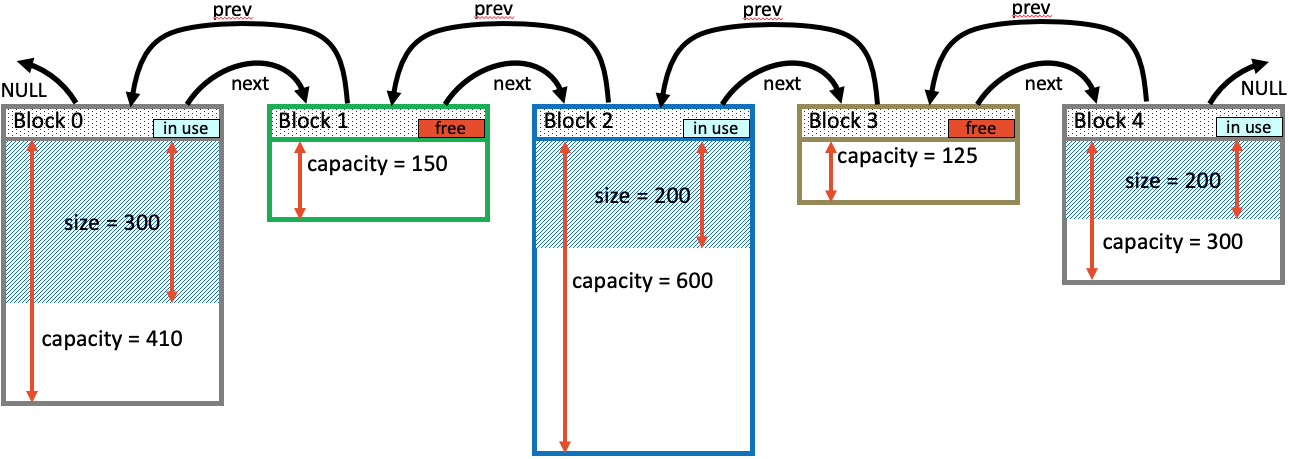 prev
prev
prev
prev
NULL
next
next
next
next
NULL
Block 0
in use
Block 1
free
Block 2
in use
Block 3
free
Block 4
in use
size = 300
capacity = 410
capacity = 150
size = 200
capacity = 600
capacity = 125
size = 200
capacity = 300